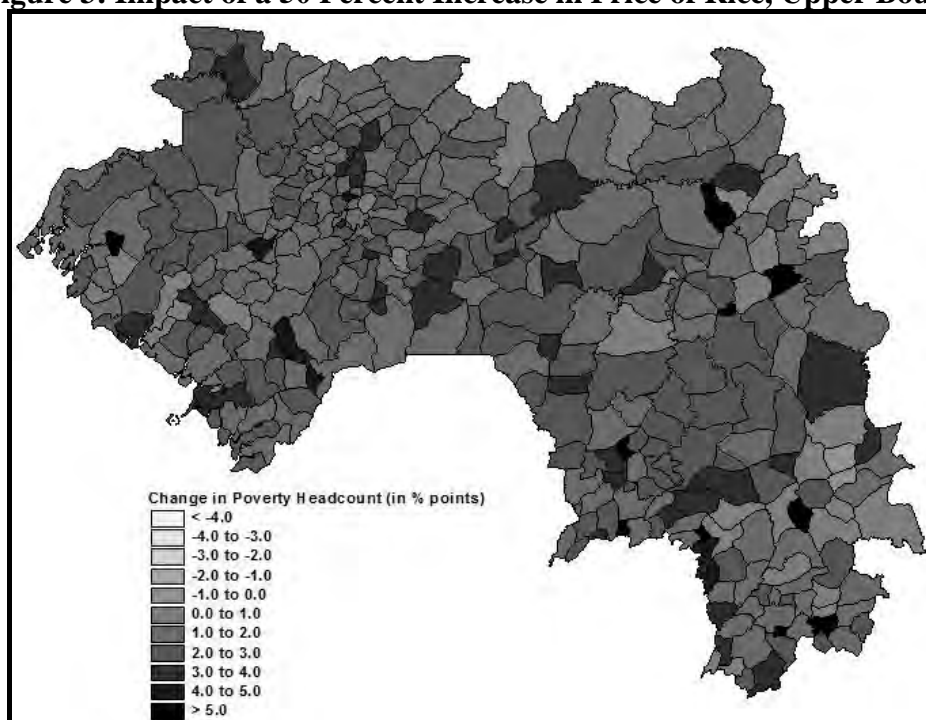 Impact of a 50 Percent Increase in Price of Rice, Upper
Change in Poverty Headcount (in % points)
< -4.0
-4.0 to -3.0
-3.0 to -2.0
-2.0 to -1.0
-1.0 to 0.0
0.0 to 1.0
1.0 to 2.0
2.0 to 3.0
3.0 to 4.0
4.0 to 5.0
> 5.0